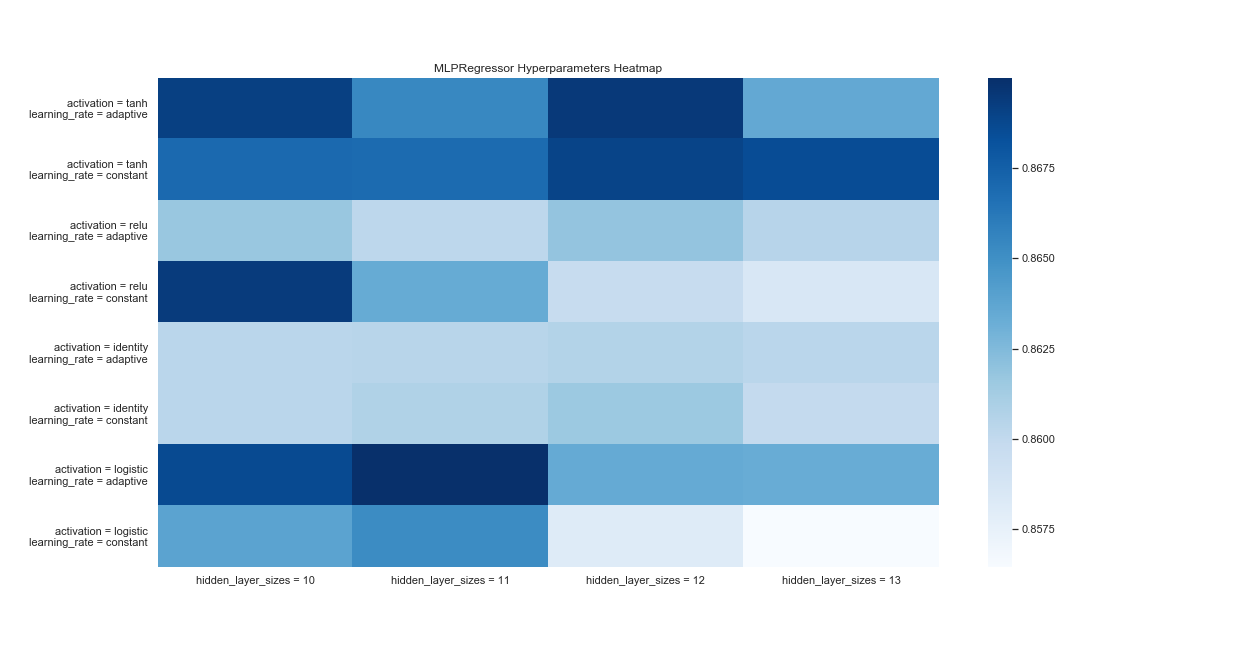 MLPRegressor Hyperparameters Heatmap
activation = tanh
learning_rate = adaptive
activation = tanh
learning_rate = constant
activation = relu
learning_rate = adaptive
activation = relu
learning_rate = constant
activation = identity
learning_rate = adaptive
activation = identity
learning_rate = constant
activation = logistic
learning_rate = adaptive
activation = logistic
learning_rate = constant
hidden_layer_sizes = 10
hidden_layer_sizes = 11
hidden_layer_sizes = 12
hidden_layer_sizes = 13
0.8675
0.8650
0.8625
0.8600
0.8575